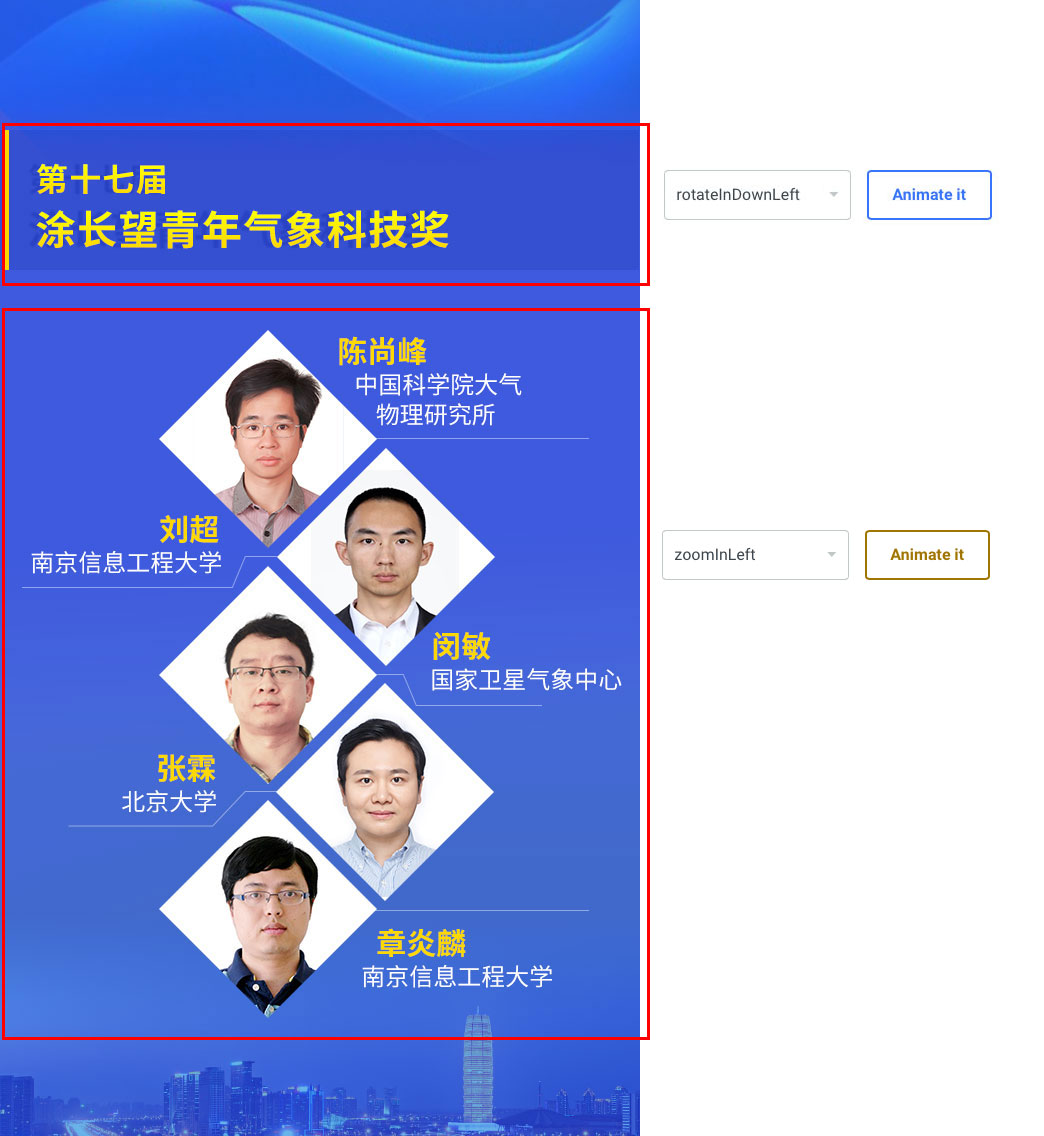 第十七届
涂长望青年气象科技奖
rotateInDownLeft
Animate it
陈尚峰
中国科学院大气
物理研究所
刘超
南京信息工程大学
zoomInLeft
Animate it
闵敏
国家卫星气象中心
张霖
北京大学
章炎麟
南京信息工程大学